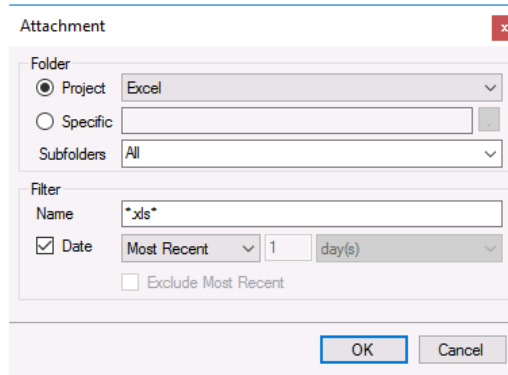 Attachment
x
Folder
Project Excel
Specific .
Subfolders All
Filter
Name *.xls*
Date Most Recent 1 day(s)
Exclude Most Recent
OK Cancel